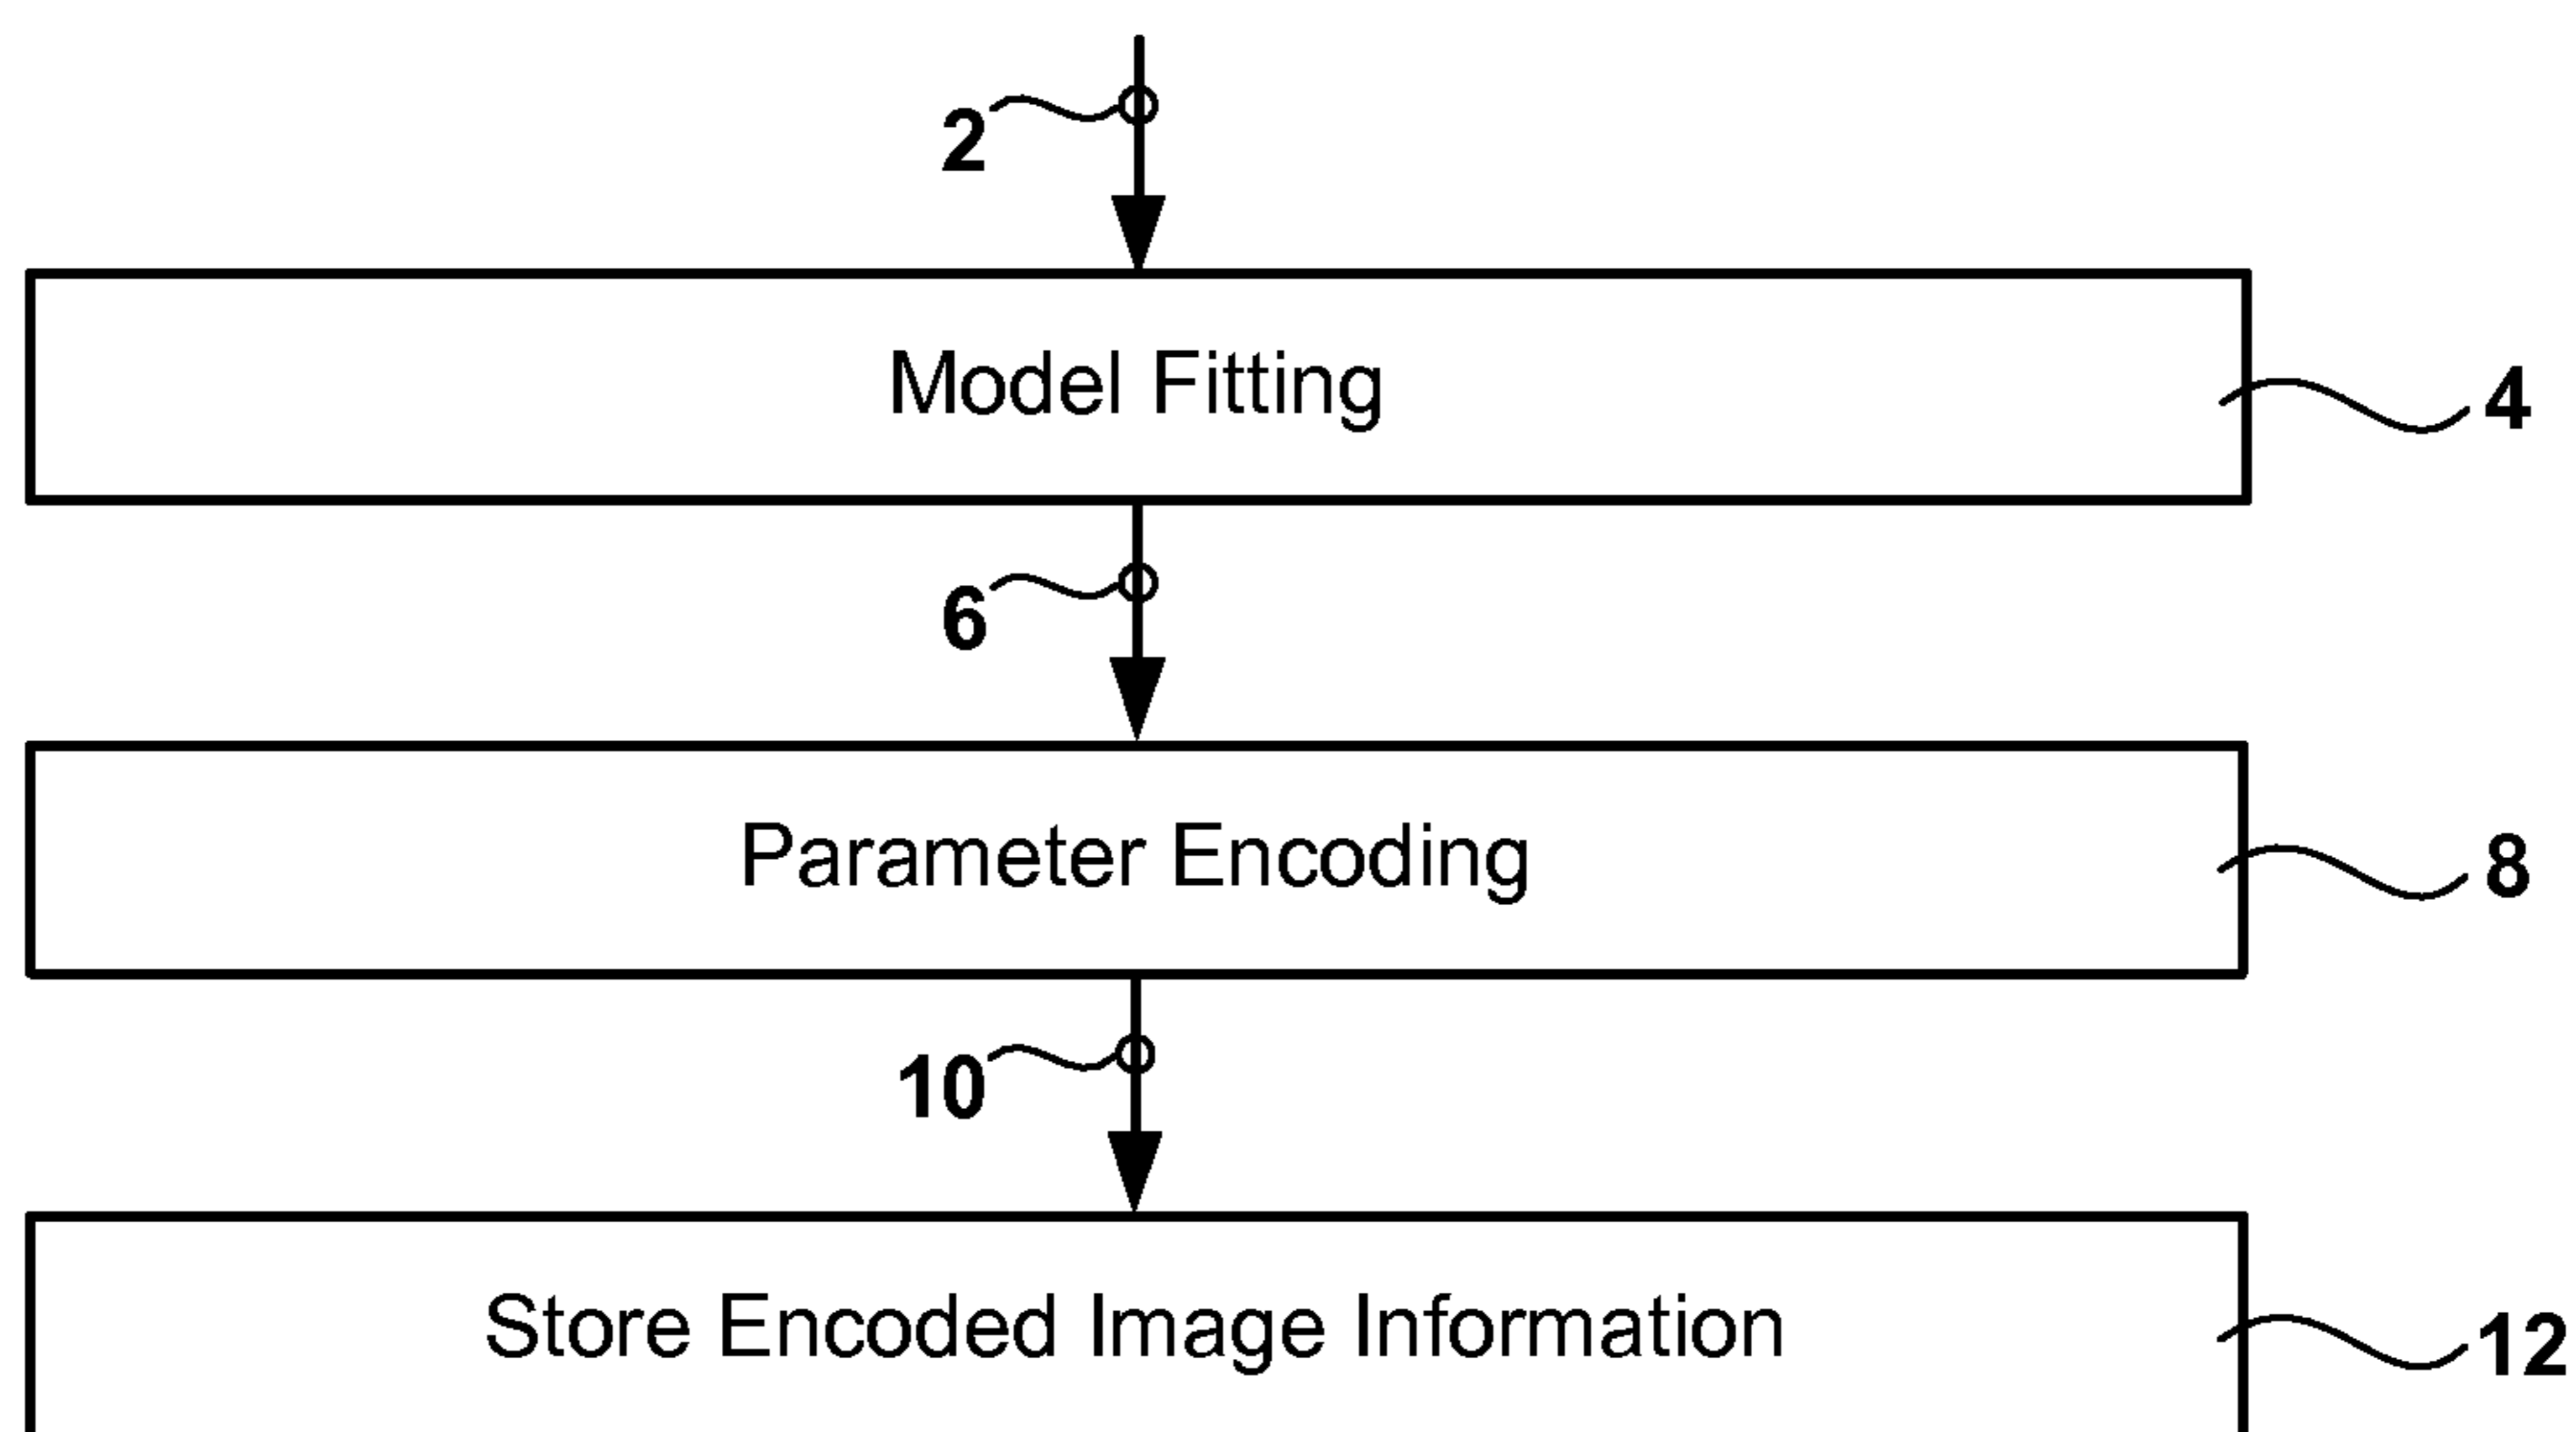 2
Model Fitting
4
6
Parameter Encoding
8
10
Store Encoded Image Information
12